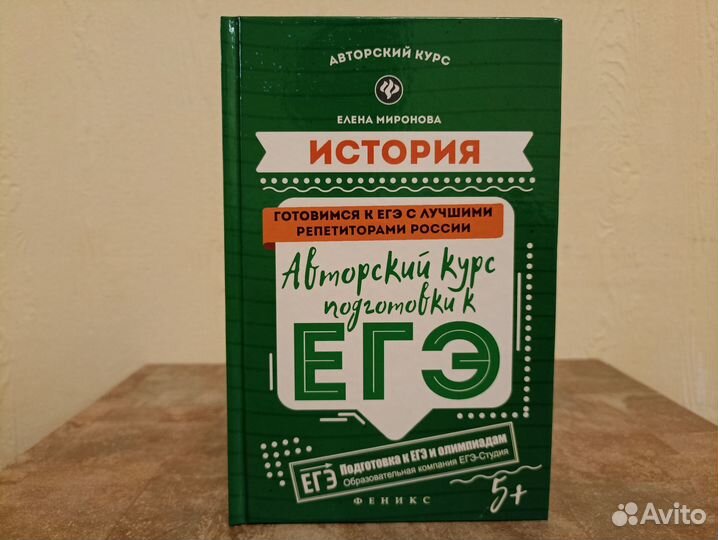 АВТОРСКИЙ КУРС
ЕЛЕНА МИРОНОВА
ИСТОРИЯ
ГОТОВИМСЯ К ЕГЭ С ЛУЧШИМИ
РЕПЕТИТОРАМИ РОССИИ
Авторский курс
подготовки к
ЕГЭ
ЕГЭ Подготовка к ЕГЭ и олимпиадам
Образовательная компания ЕГЭ-Студия
5+
ФЕНИКС
Avito